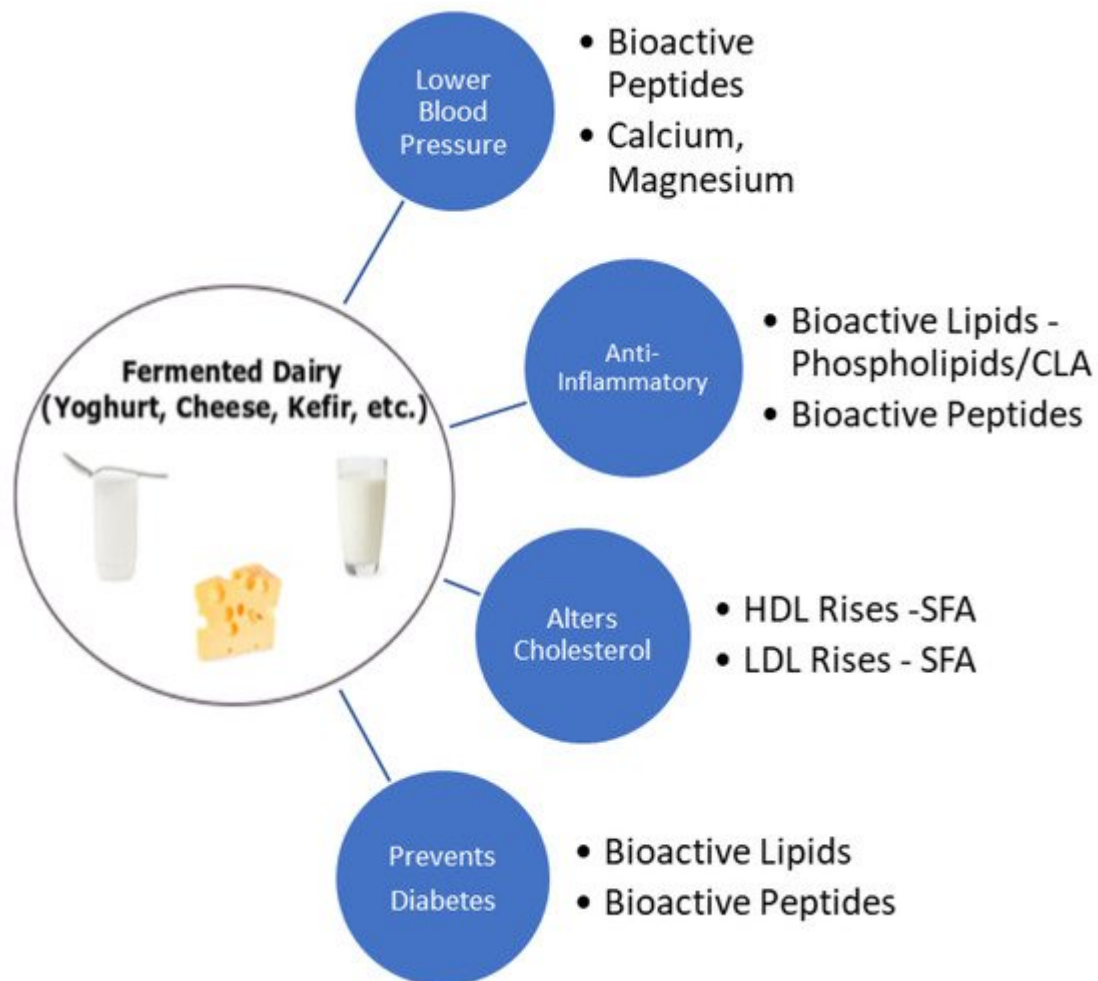 Lower
Blood
Pressure
• Bioactive
Peptides
• Calcium,
Magnesium
Fermented Dairy
(Yoghurt, Cheese, Kefir, etc.)
Anti-
Inflammatory
• Bioactive Lipids -
Phospholipids/CLA
• Bioactive Peptides
Alters
Cholesterol
• HDL Rises -SFA
• LDL Rises - SFA
Prevents
Diabetes
• Bioactive Lipids
• Bioactive Peptides